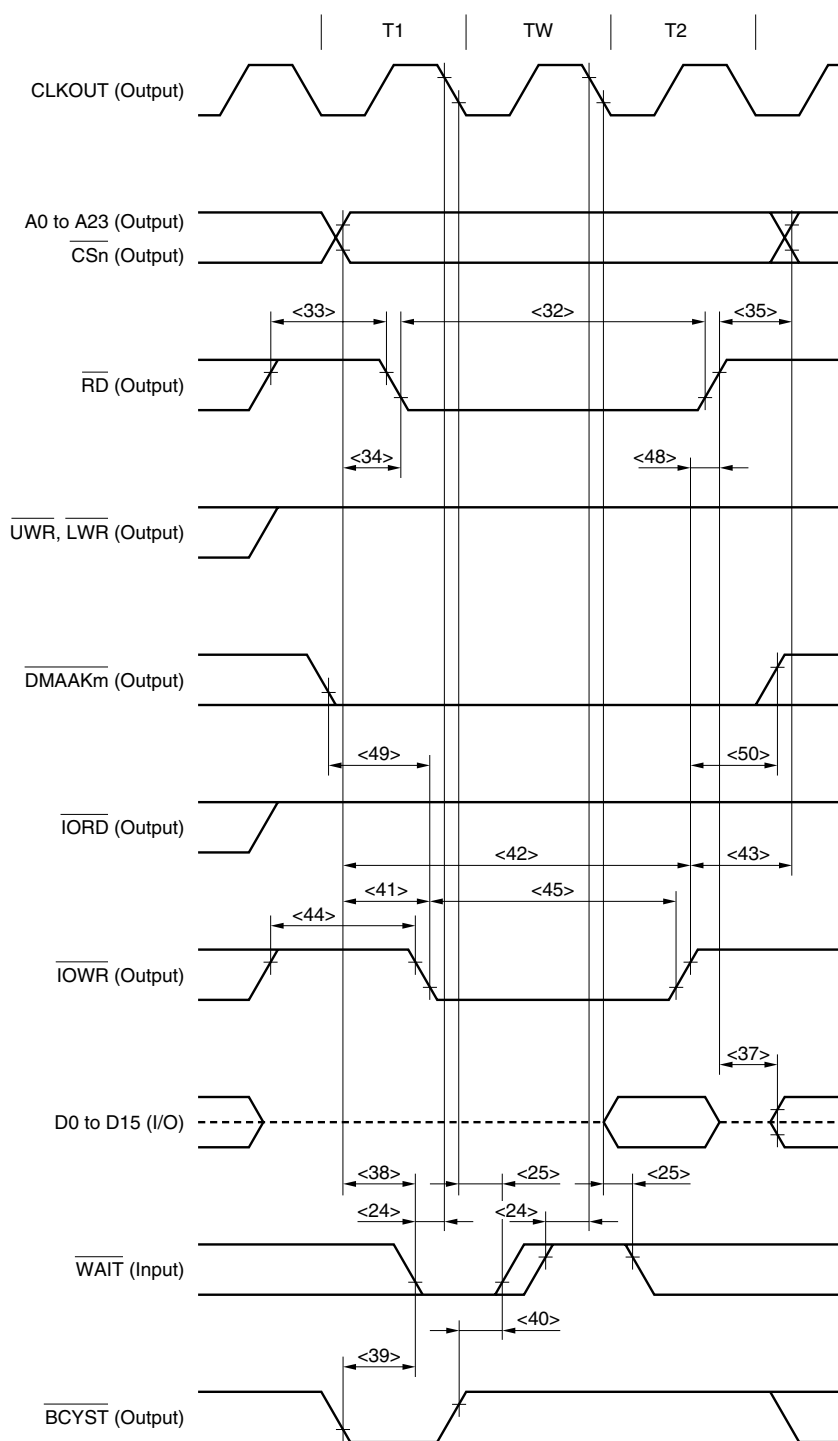 T1 TW T2
CLKOUT (Output)
A0 to A23 (Output)
CSn (Output)
<33> <32> <35>
RD (Output)
<34> <48>
UWR, LWR (Output)
DMAAKm (Output)
<49> <50>
IORD (Output)
<42> <43>
<41> <45>
<44>
IOWR (Output)
<37>
D0 to D15 (I/O)
<38> <25> <25>
<24> <24>
WAIT (Input)
<40>
<39>
BCYST (Output)